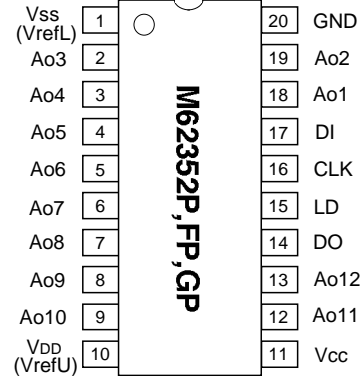 Vss
(VrefL) 1 20 GND
Ao3 2 19 Ao2
Ao4 3 18 Ao1
Ao5 4 17 DI
Ao6 5 16 CLK
Ao7 6 15 LD
Ao8 7 14 DO
Ao9 8 13 Ao12
Ao10 9 12 Ao11
VDD
(VrefU) 10 11 Vcc
M62352P,FP,GP